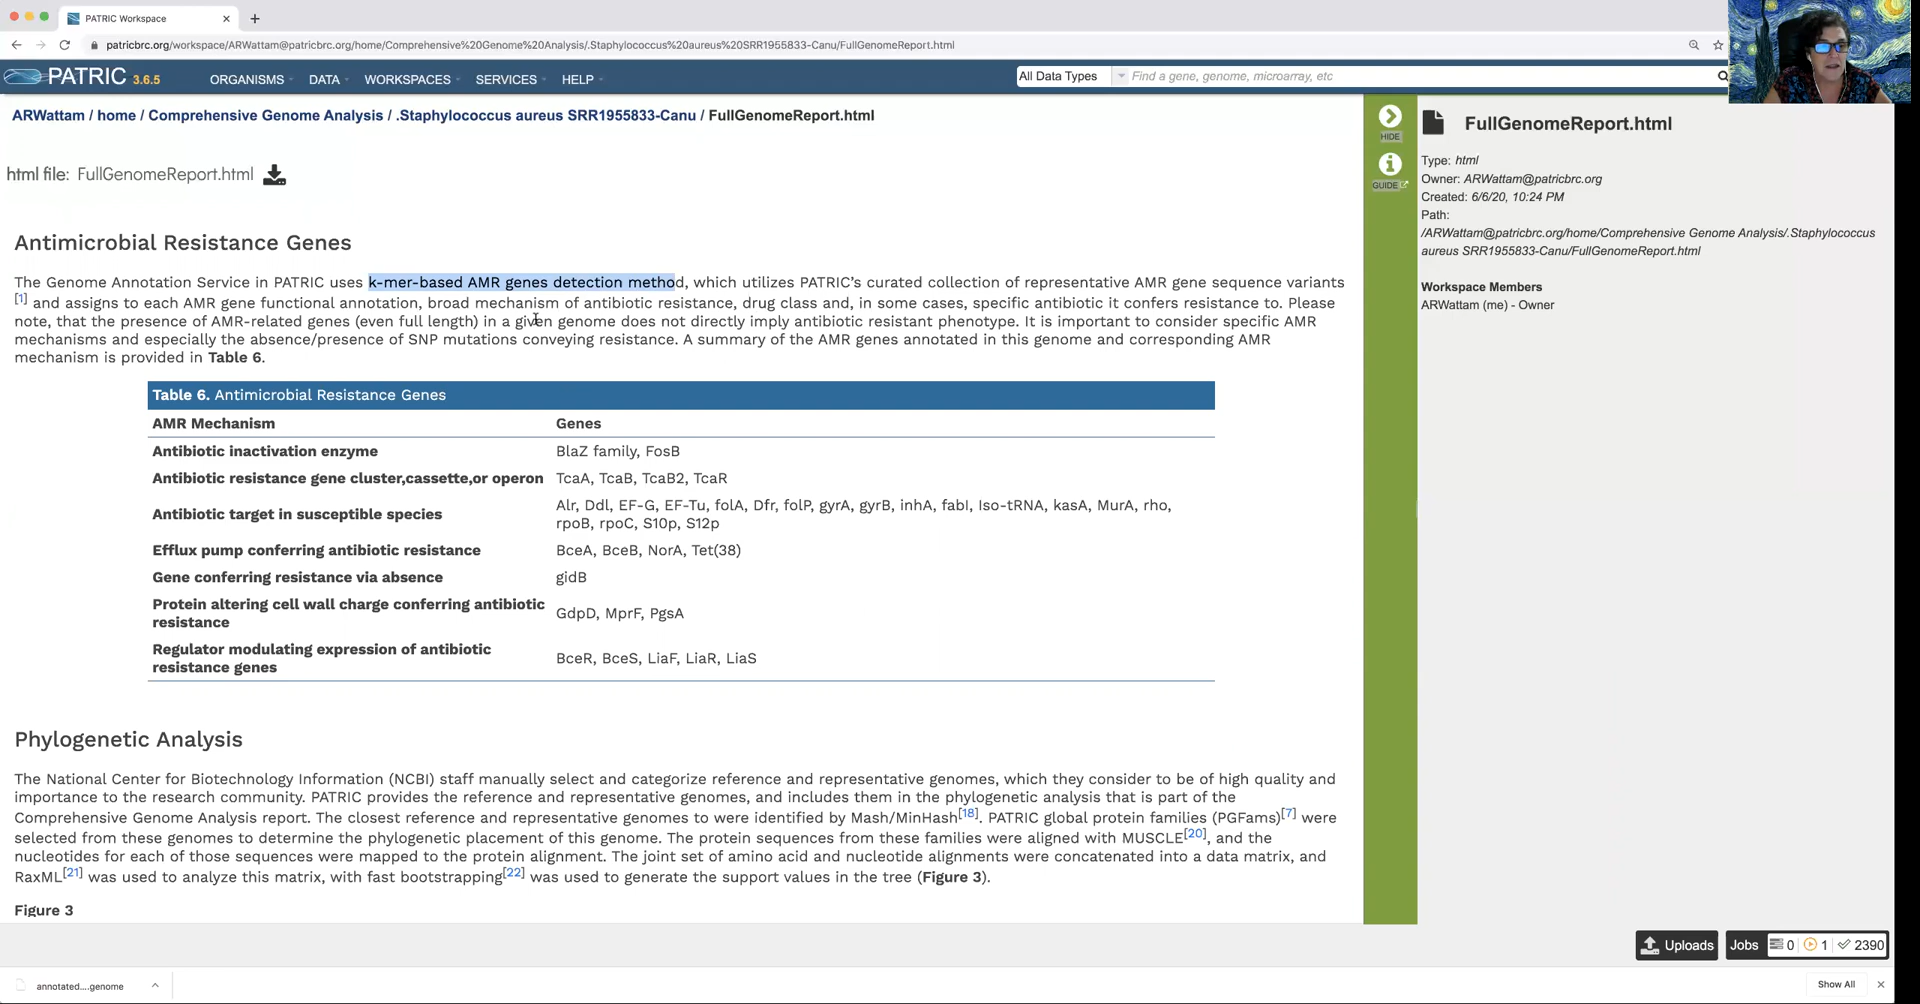 PATRIC Workspace
patricbrc.org/workspace/ARWattam@patricbrc.org/home/Comprehensive%20Genome%20Analysis/.Staphylococcus%20aureus%20SRR1955833-Canu/FullGenomeReport.html
PATRIC 3.6.5 ORGANISMS DATA WORKSPACES SERVICES HELP All Data Types Find a gene, genome, microarray, etc
ARWattam / home / Comprehensive Genome Analysis / .Staphylococcus aureus SRR1955833-Canu / FullGenomeReport.html
html file: FullGenomeReport.html
Antimicrobial Resistance Genes
The Genome Annotation Service in PATRIC uses k-mer-based AMR genes detection method, which utilizes PATRIC's curated collection of representative AMR gene sequence variants
[1] and assigns to each AMR gene functional annotation, broad mechanism of antibiotic resistance, drug class and, in some cases, specific antibiotic it confers resistance to. Please
note, that the presence of AMR-related genes (even full length) in a given genome does not directly imply antibiotic resistant phenotype. It is important to consider specific AMR
mechanisms and especially the absence/presence of SNP mutations conveying resistance. A summary of the AMR genes annotated in this genome and corresponding AMR
mechanism is provided in Table 6.
Table 6. Antimicrobial Resistance Genes
AMR Mechanism Genes
Antibiotic inactivation enzyme BlaZ family, FosB
Antibiotic resistance gene cluster,cassette,or operon TcaA, TcaB, TcaB2, TcaR
Antibiotic target in susceptible species Alr, Ddl, EF-G, EF-Tu, folA, Dfr, folP, gyrA, gyrB, inhA, fabI, Iso-tRNA, kasA, MurA, rho,
rpoB, rpoC, S10p, S12p
Efflux pump conferring antibiotic resistance BceA, BceB, NorA, Tet(38)
Gene conferring resistance via absence gidB
Protein altering cell wall charge conferring antibiotic
resistance GdpD, MprF, PgsA
Regulator modulating expression of antibiotic
resistance genes BceR, BceS, LiaF, LiaR, LiaS
Phylogenetic Analysis
The National Center for Biotechnology Information (NCBI) staff manually select and categorize reference and representative genomes, which they consider to be of high quality and
importance to the research community. PATRIC provides the reference and representative genomes, and includes them in the phylogenetic analysis that is part of the
Comprehensive Genome Analysis report. The closest reference and representative genomes to were identified by Mash/MinHash[18]. PATRIC global protein families (PGFams)[7] were
selected from these genomes to determine the phylogenetic placement of this genome. The protein sequences from these families were aligned with MUSCLE[20], and the
nucleotides for each of those sequences were mapped to the protein alignment. The joint set of amino acid and nucleotide alignments were concatenated into a data matrix, and
RaxML[21] was used to analyze this matrix, with fast bootstrapping[22] was used to generate the support values in the tree (Figure 3).
Figure 3
HIDE
GUIDE
FullGenomeReport.html
Type: html
Owner: ARWattam@patricbrc.org
Created: 6/6/20, 10:24 PM
Path:
/ARWattam@patricbrc.org/home/Comprehensive Genome Analysis/.Staphylococcus
aureus SRR1955833-Canu/FullGenomeReport.html
Workspace Members
ARWattam (me) - Owner
Uploads Jobs 0 1 2390
annotated....genome Show All